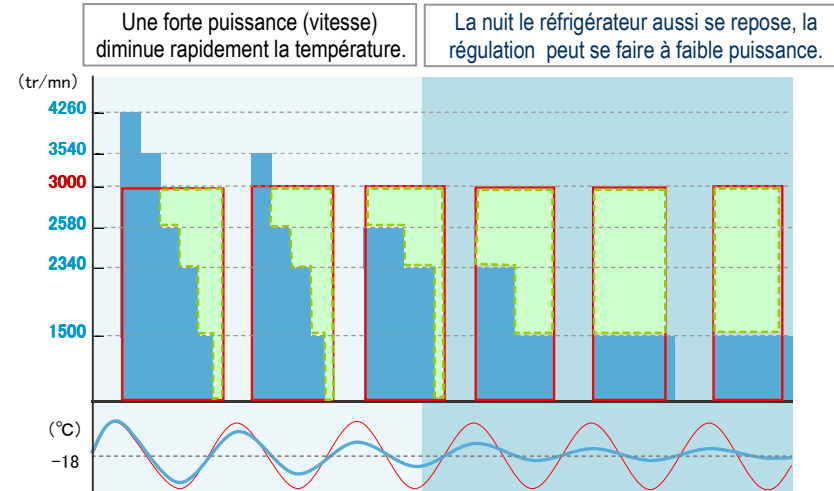 Une forte puissance (vitesse)
diminue rapidement la température.
La nuit le réfrigérateur aussi se repose, la
régulation peut se faire à faible puissance.
(tr/mn)
4260
3540
3000
2580
2340
1500
(℃)
−18